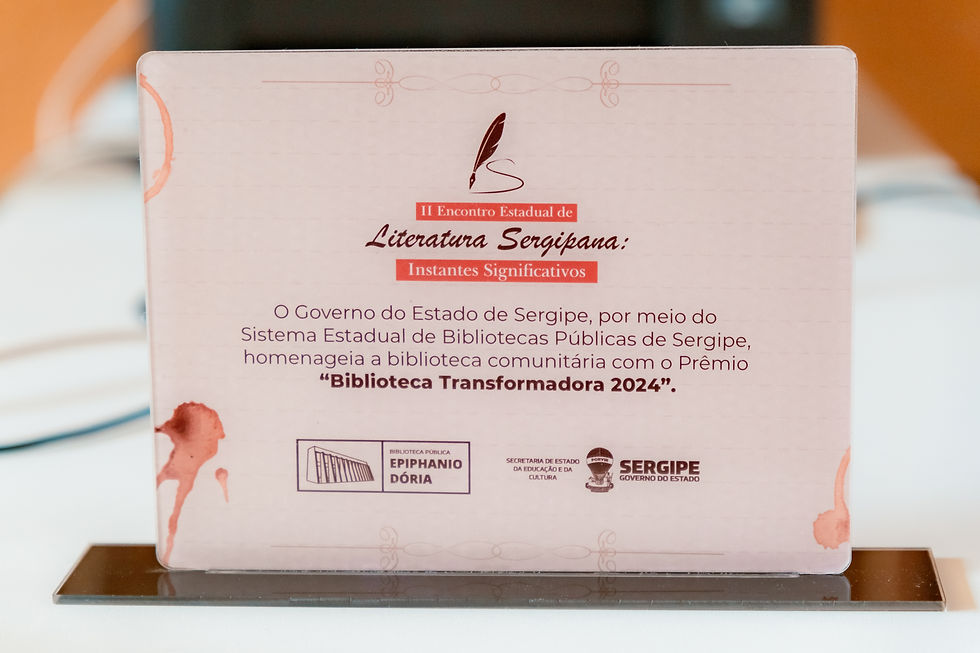 II Encontro Estadual de
Literatura Sergipana:
Instantes Significativos
O Governo do Estado de Sergipe, por meio do
Sistema Estadual de Bibliotecas Públicas de Sergipe,
homenageia a biblioteca comunitária com o Prêmio
“Biblioteca Transformadora 2024”.
BIBLIOTECA PÚBLICA
EPIPHANIO
DÓRIA
SECRETARIA DE ESTADO
DA EDUCAÇÃO E DA
CULTURA
SERGIPE
GOVERNO DO ESTADO